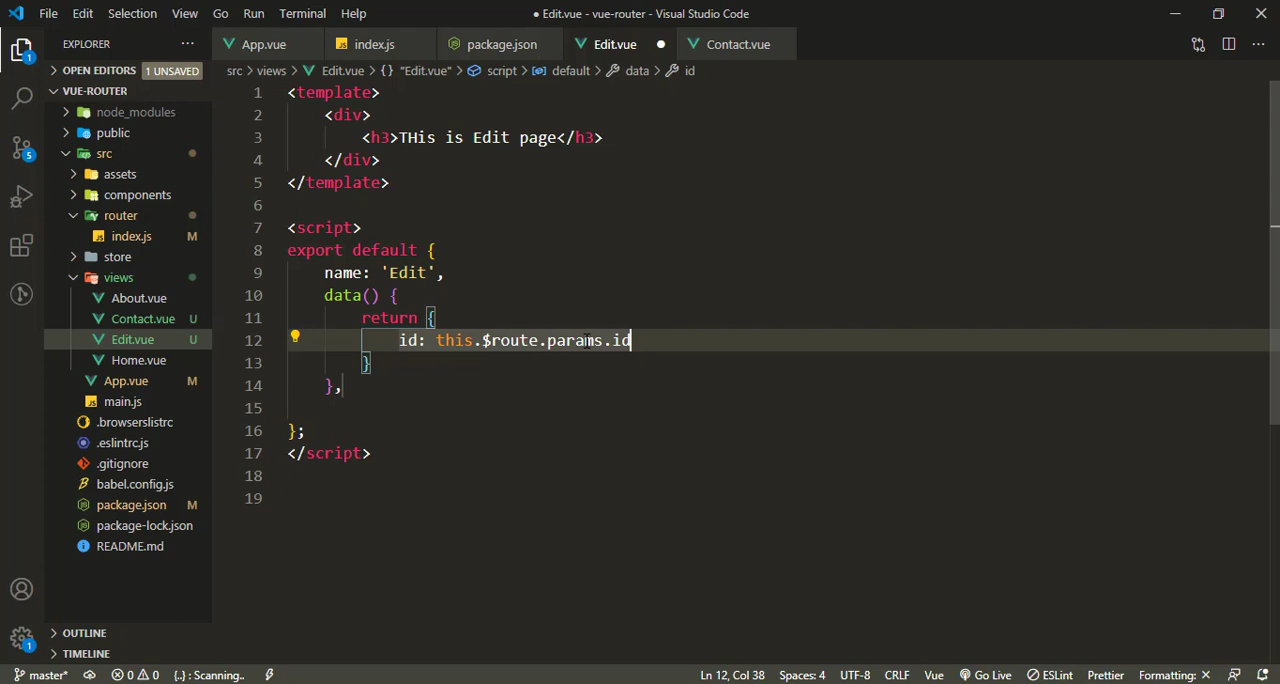 File Edit Selection View Go Run Terminal Help
● Edit.vue - vue-router - Visual Studio Code
EXPLORER
App.vue
index.js
package.json
Edit.vue
Contact.vue
OPEN EDITORS 1 UNSAVED
src > views > Edit.vue > {} "Edit.vue" > script > default > data > id
VUE-ROUTER
node_modules
public
src
assets
components
router
index.js M
store
views
About.vue
Contact.vue U
Edit.vue U
Home.vue
App.vue M
main.js
.browserslistrc
.eslintrc.js
.gitignore
babel.config.js
package.json M
package-lock.json
README.md
OUTLINE
TIMELINE
1
5
1
1 <template>
2 <div>
3 <h3>THis is Edit page</h3>
4 </div>
5 </template>
6
7 <script>
8 export default {
9 name: 'Edit',
10 data() {
11 return {
12 id: this.$route.params.id
13 }
14 },
15
16 };
17 </script>
18
19
master* 0 0 {..} : Scanning.. Ln 12, Col 38 Spaces: 4 UTF-8 CRLF Vue Go Live ESLint Prettier Formatting: ✕